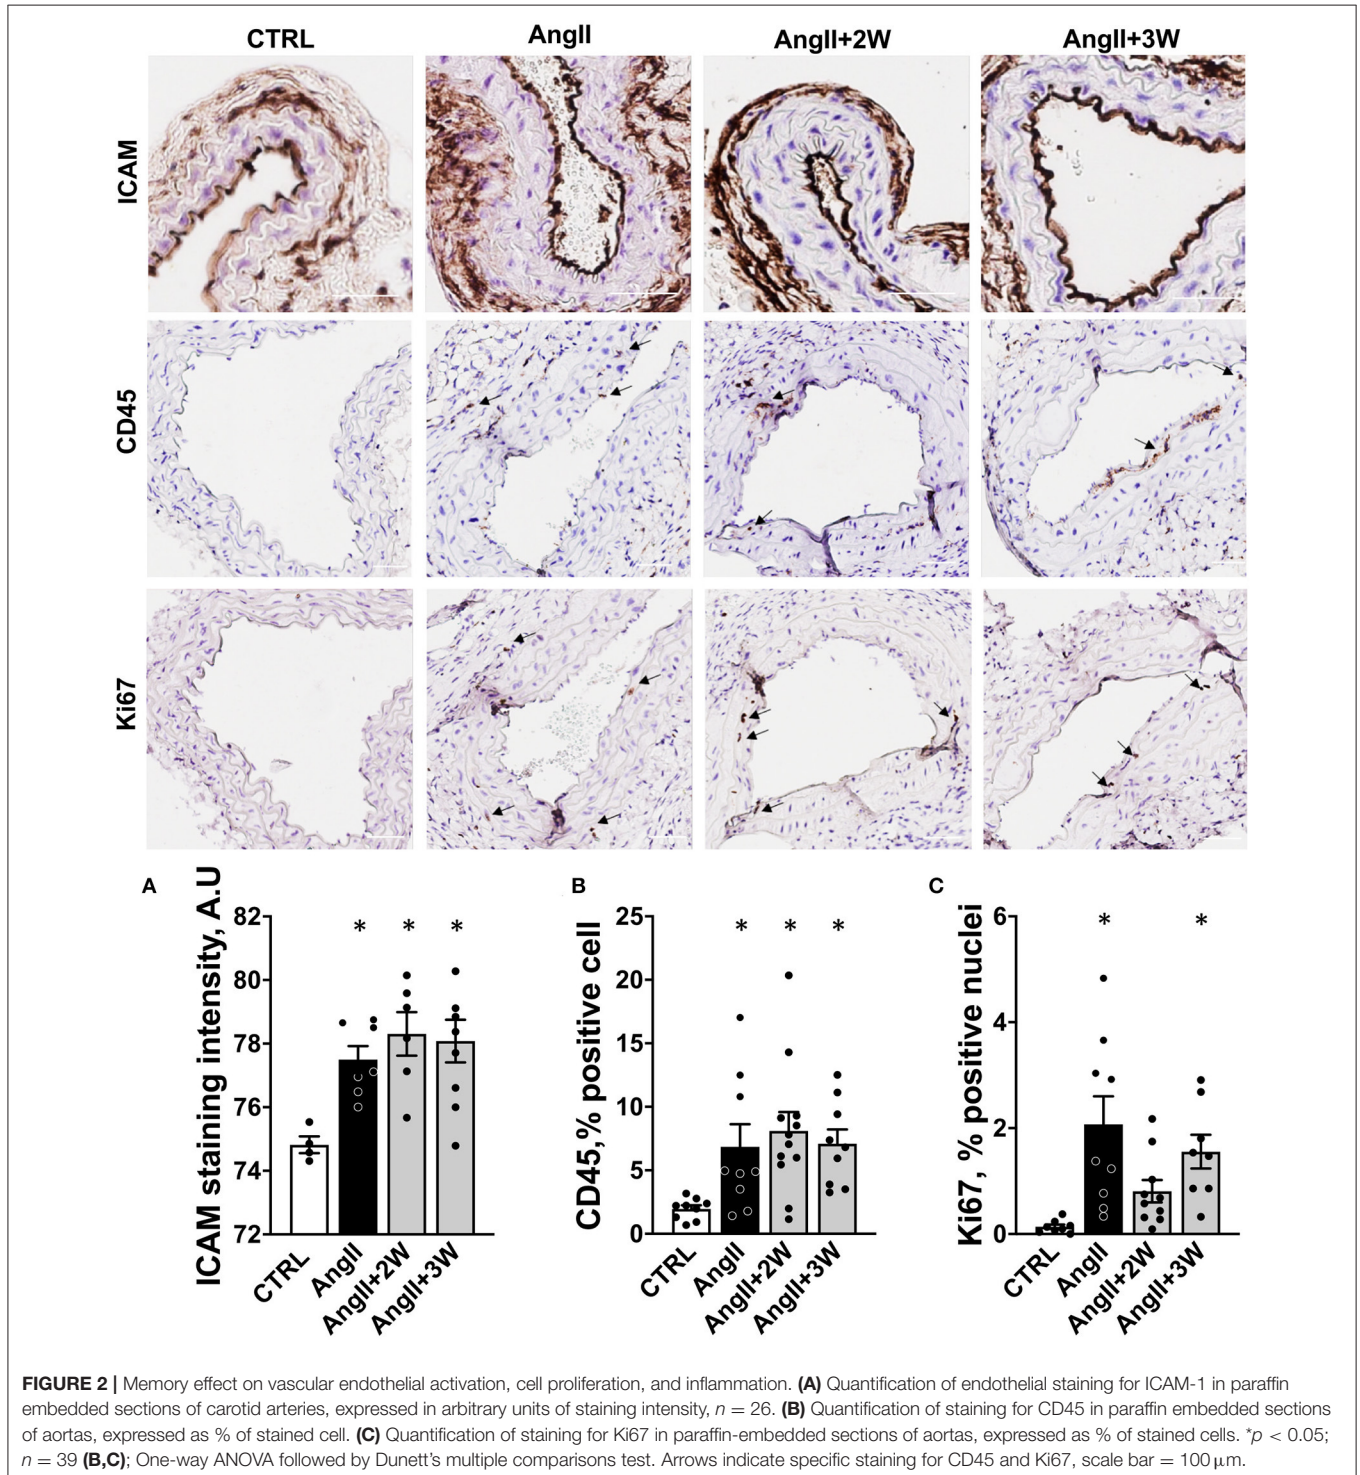 CTRL AngII AngII+2W AngII+3W
ICAM
CD45
Ki67
A
ICAM staining intensity, A.U
82
80
78
76
74
72
* * *
CTRL AngII AngII+2W AngII+3W
B
CD45,% positive cell
25
20
15
10
5
0
* * *
CTRL AngII AngII+2W AngII+3W
C
Ki67, % positive nuclei
6
4
2
0
* *
CTRL AngII AngII+2W AngII+3W
FIGURE 2 | Memory effect on vascular endothelial activation, cell proliferation, and inflammation. (A) Quantification of endothelial staining for ICAM-1 in paraffin
embedded sections of carotid arteries, expressed in arbitrary units of staining intensity, n = 26. (B) Quantification of staining for CD45 in paraffin embedded sections
of aortas, expressed as % of stained cell. (C) Quantification of staining for Ki67 in paraffin-embedded sections of aortas, expressed as % of stained cells. *p < 0.05;
n = 39 (B,C); One-way ANOVA followed by Dunett's multiple comparisons test. Arrows indicate specific staining for CD45 and Ki67, scale bar = 100 μm.